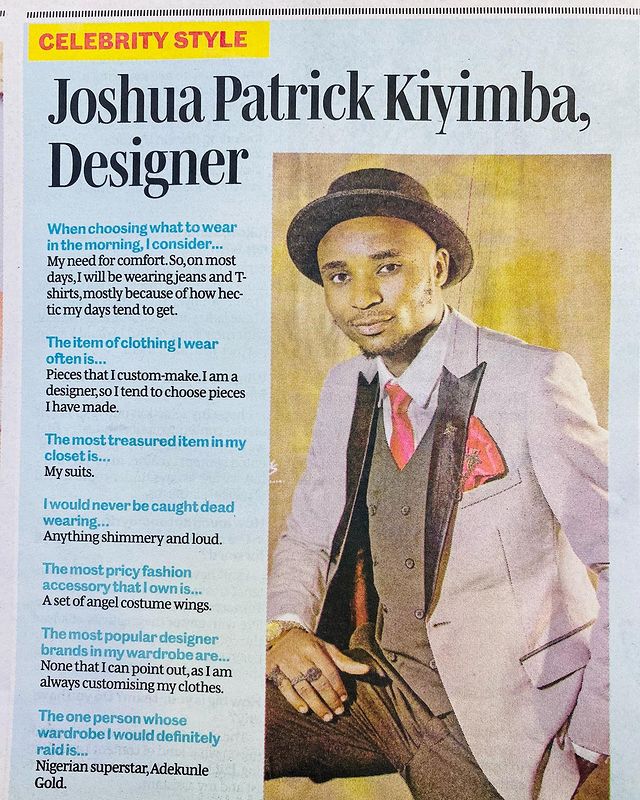 CELEBRITY STYLE
Joshua Patrick Kiyimba,
Designer
When choosing what to wear
in the morning, I consider...
My need for comfort. So, on most
days, I will be wearing jeans and T-
shirts, mostly because of how hec-
tic my days tend to get.
The item of clothing I wear
often is...
Pieces that I custom-make. I am a
designer, so I tend to choose pieces
I have made.
The most treasured item in my
closet is...
My suits.
I would never be caught dead
wearing...
Anything shimmery and loud.
The most pricy fashion
accessory that I own is...
A set of angel costume wings.
The most popular designer
brands in my wardrobe are...
None that I can point out, as I am
always customising my clothes.
The one person whose
wardrobe I would definitely
raid is...
Nigerian superstar, Adekunle
Gold.